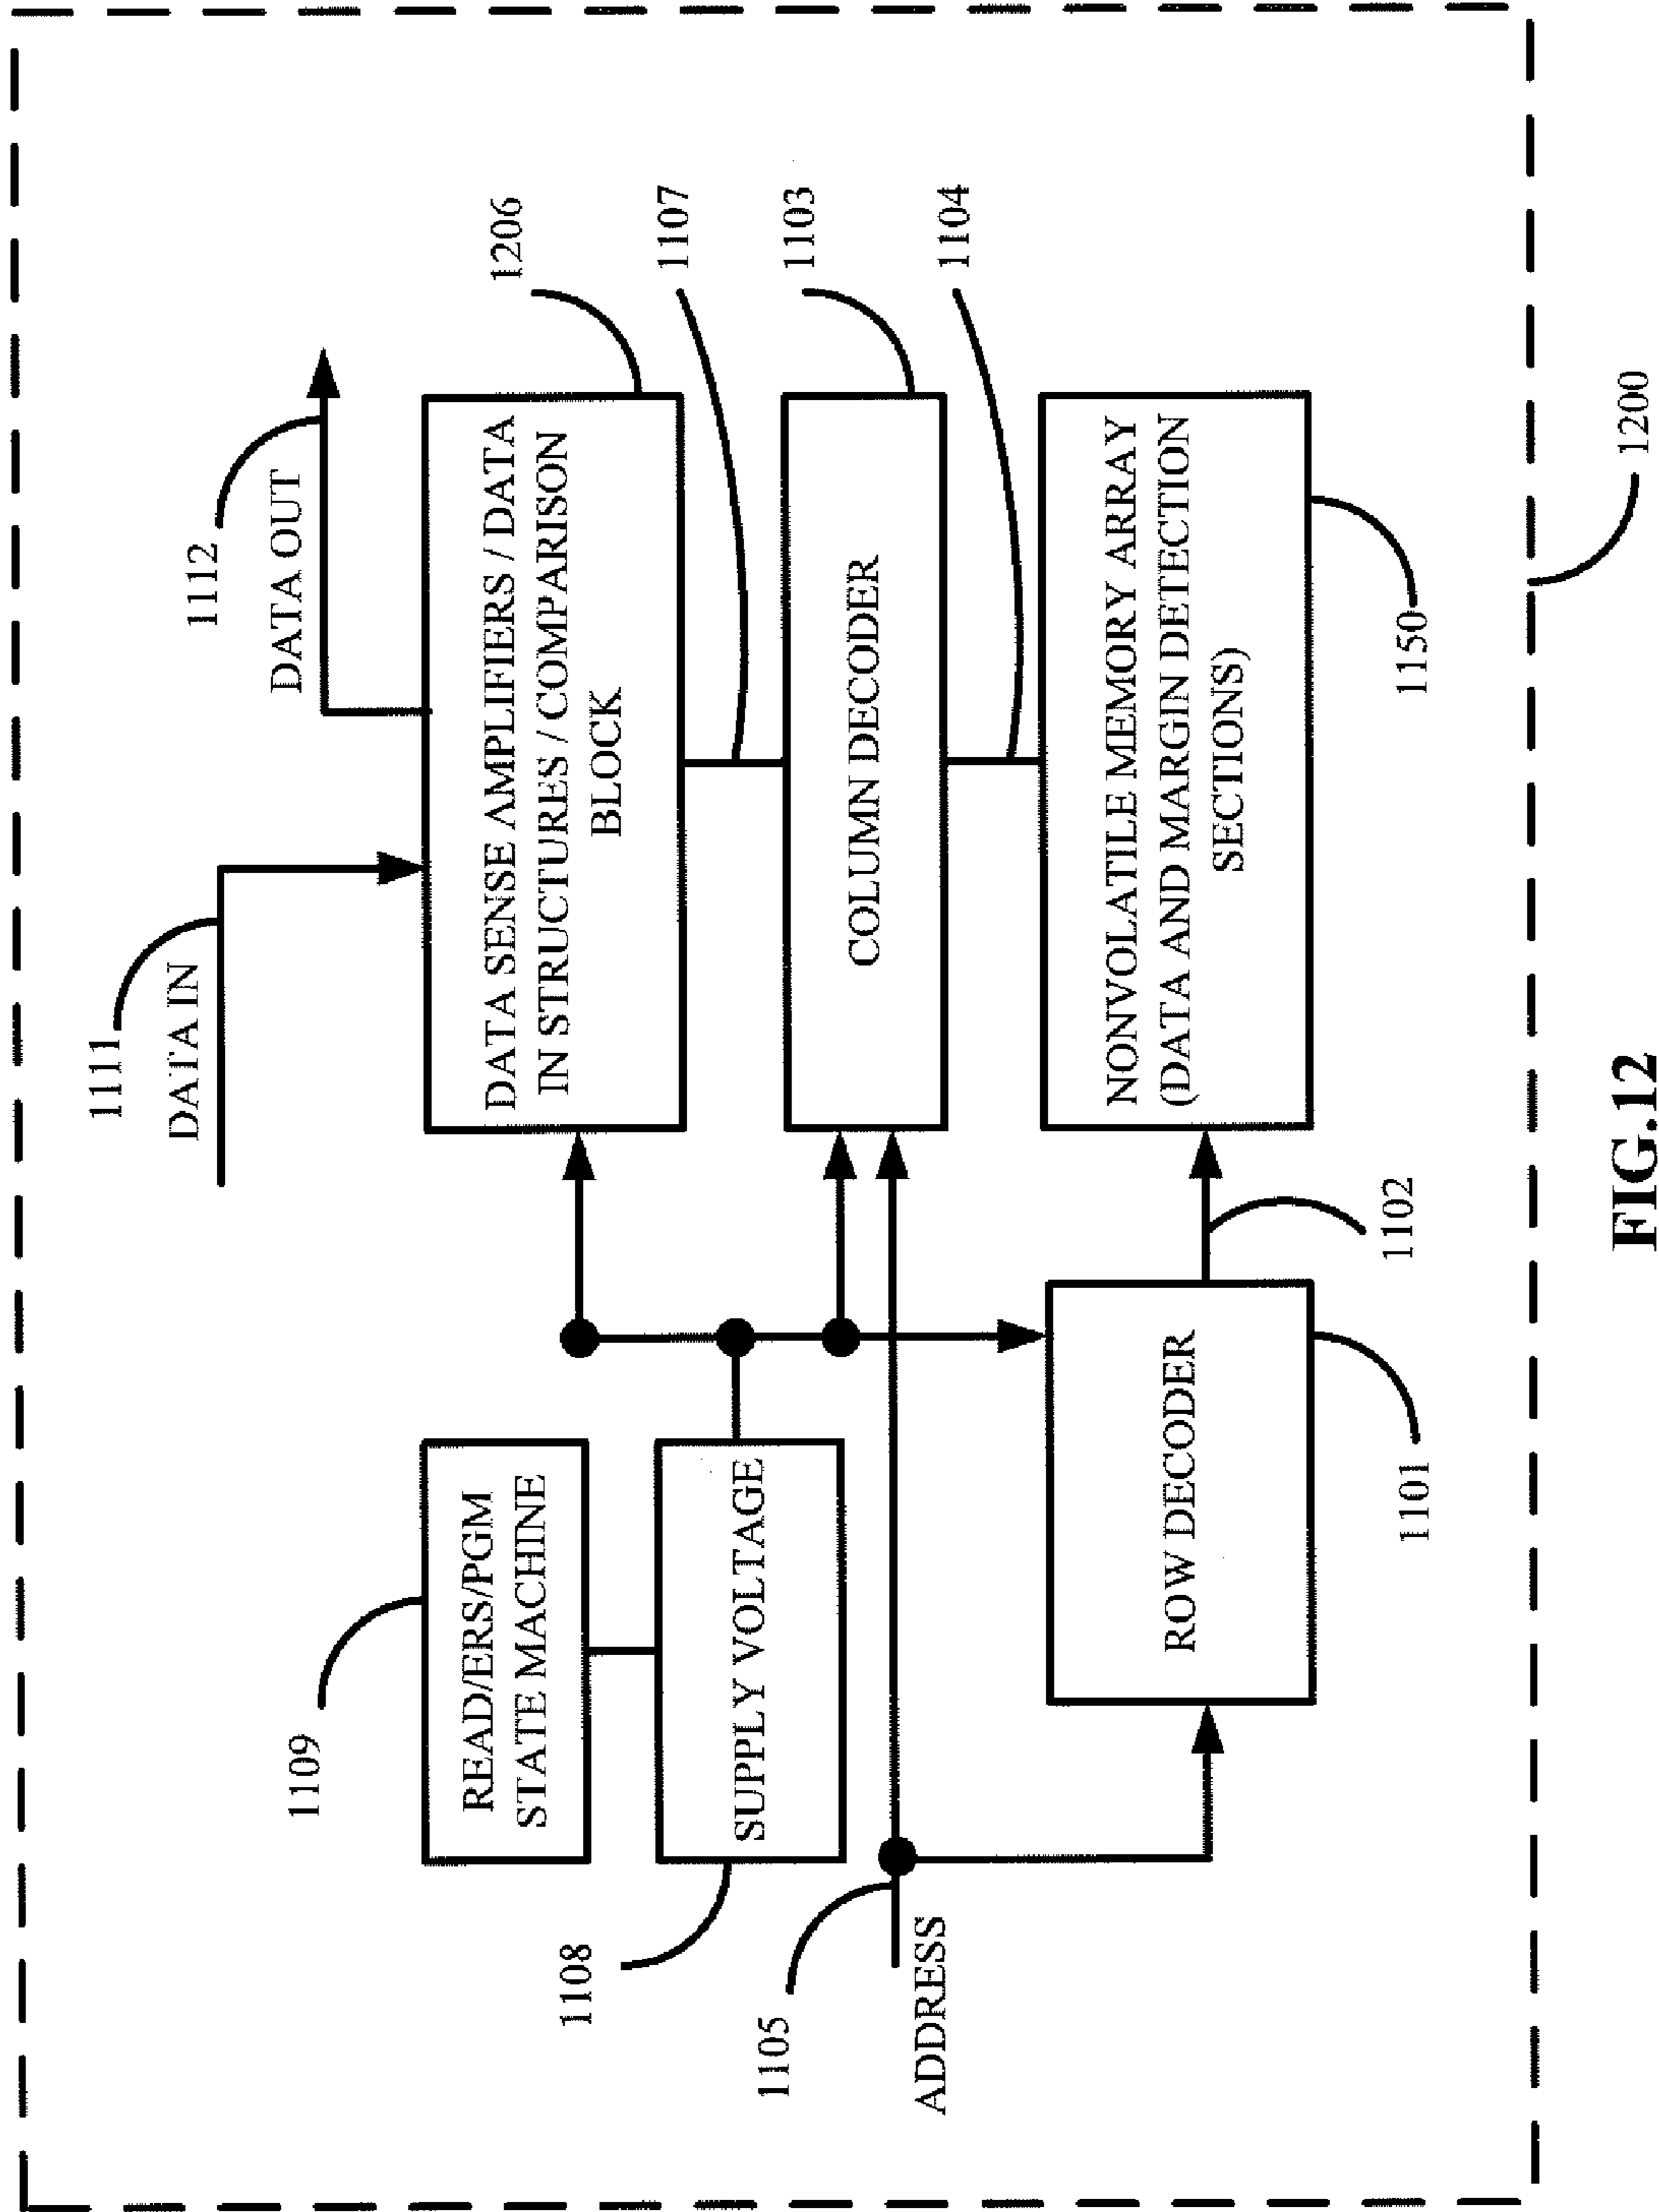 1111
DATA IN
1112
DATA OUT
1109
READ/ERS/PGM
STATE MACHINE
DATA SENSE AMPLIFIERS / DATA
IN STRUCTURES / COMPARISON
BLOCK
1206
1108
SUPPLY VOLTAGE
1107
COLUMN DECODER
1103
1105
ADDRESS
1104
ROW DECODER
1101
1102
NONVOLATILE MEMORY ARRAY
(DATA AND MARGIN DETECTION
SECTIONS)
1150
1200
FIG.12